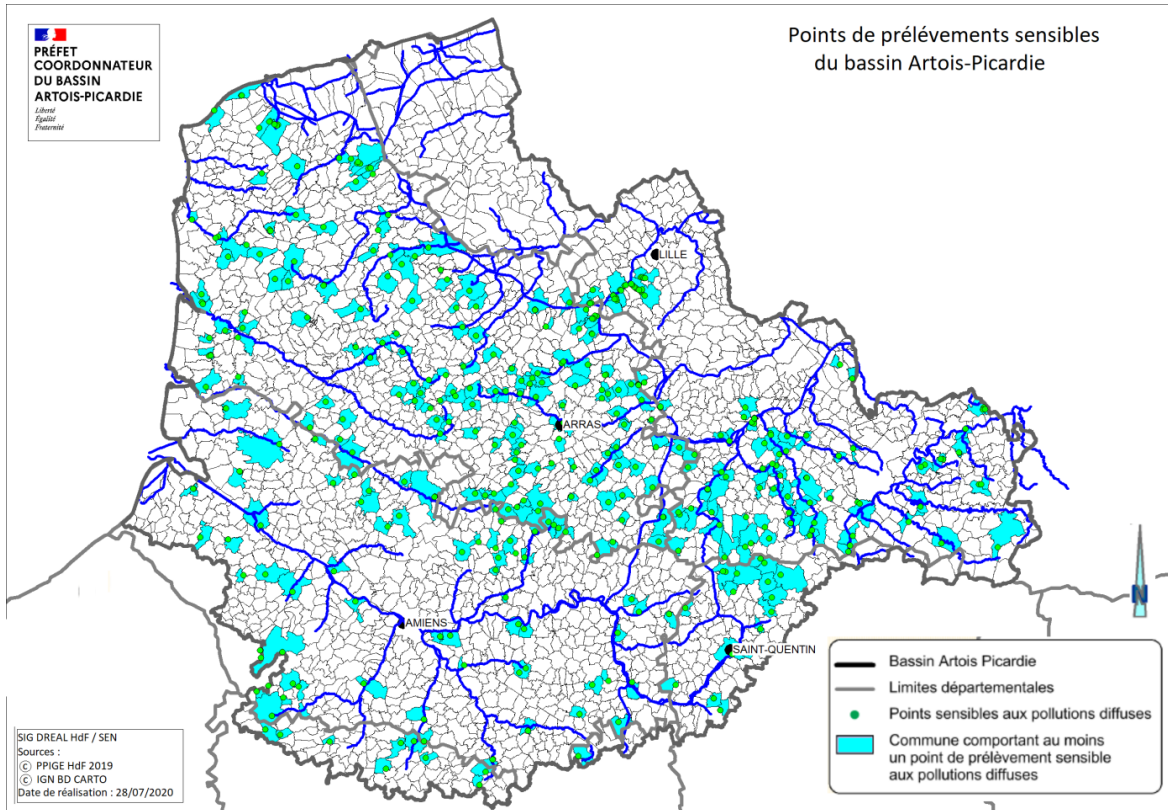 PRÉFET
COORDONNATEUR
DU BASSIN
ARTOIS-PICARDIE
Liberté
Égalité
Fraternité
Points de prélévements sensibles
du bassin Artois-Picardie
LILLE
ARRAS
AMIENS
SAINT-QUENTIN
N
Bassin Artois Picardie
Limites départementales
Points sensibles aux pollutions diffuses
Commune comportant au moins
un point de prélèvement sensible
aux pollutions diffuses
SIG DREAL HdF / SEN
Sources :
© PPIGE HdF 2019
© IGN BD CARTO
Date de réalisation : 28/07/2020